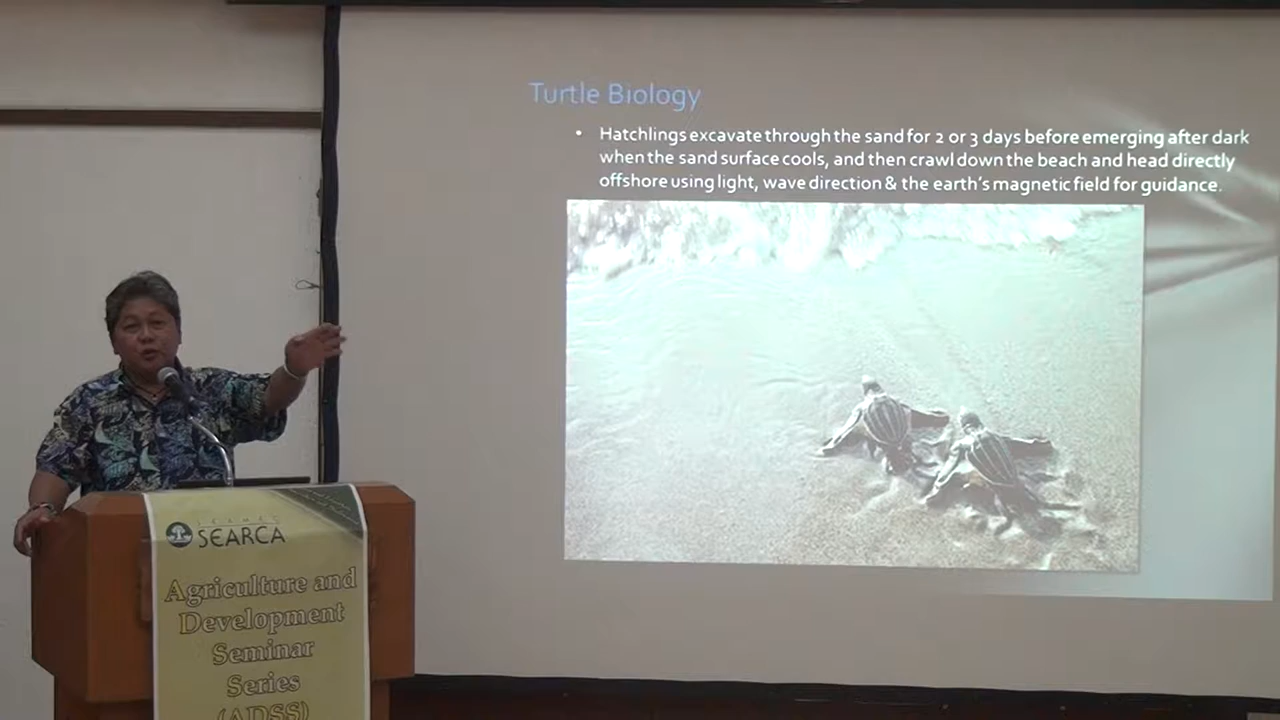 Turtle Biology
• Hatchlings excavate through the sand for 2 or 3 days before emerging after dark
when the sand surface cools, and then crawl down the beach and head directly
offshore using light, wave direction & the earth's magnetic field for guidance.
SEAMEO
SEARCA
Agriculture and
Development
Seminar
Series
(ADSS)